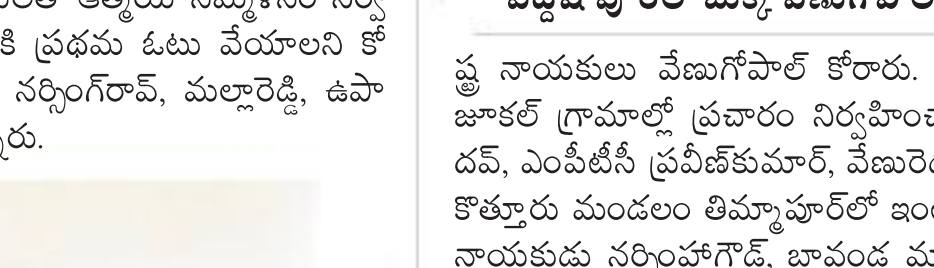 కి ప్రథమ ఓటు వేయాలని కో
నర్సింగ్‌రావ్, మల్లారెడ్డి, ఉపా
ష్ట్ర నాయకులు వేణుగోపాల్ కోరారు.
జూకల్ గ్రామాల్లో ప్రచారం నిర్వహించ
దవ్, ఎంపీటీసీ ప్రవీణ్‌కుమార్, వేణురెడ
కొత్తూరు మండలం తిమ్మాపూర్‌లో ఇం
నాయకుడు నర్సింహాగౌడ్, బావండ మ